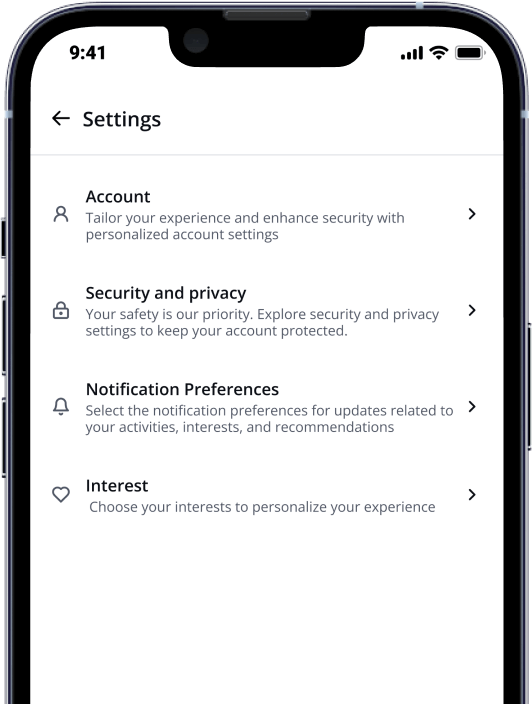 9:41
Settings
Account
Tailor your experience and enhance security with
personalized account settings
Security and privacy
Your safety is our priority. Explore security and privacy
settings to keep your account protected.
Notification Preferences
Select the notification preferences for updates related to
your activities, interests, and recommendations
Interest
Choose your interests to personalize your experience